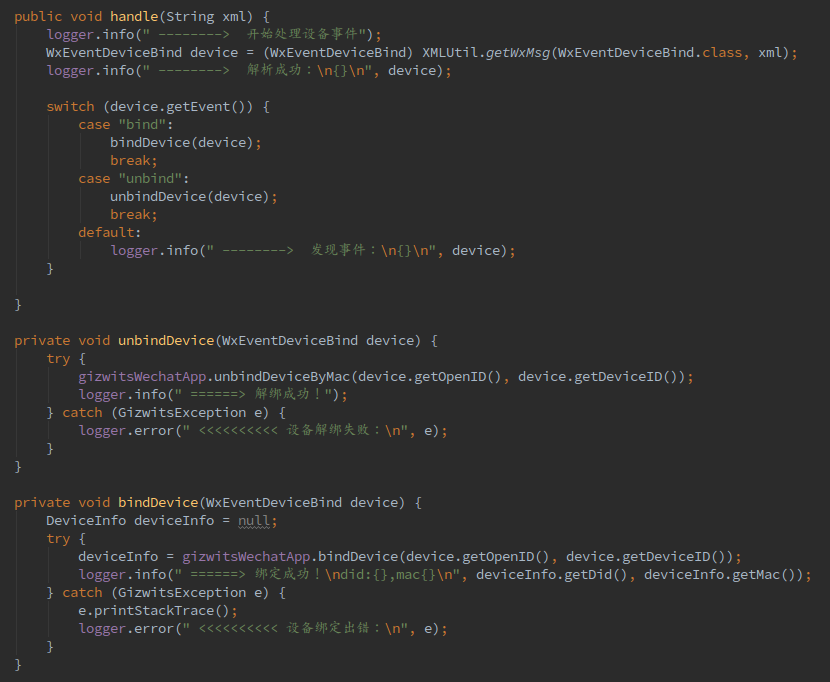 public void handle(String xml) {
    logger.info(" --------> 开始处理设备事件");
    WxEventDeviceBind device = (WxEventDeviceBind) XMLUtil.getWxMsg(WxEventDeviceBind.class, xml);
    logger.info(" --------> 解析成功：\n{}\n", device);
    switch (device.getEvent()) {
        case "bind":
            bindDevice(device);
            break;
        case "unbind":
            unbindDevice(device);
            break;
        default:
            logger.info(" --------> 发现事件：\n{}\n", device);
    }
}
private void unbindDevice(WxEventDeviceBind device) {
    try {
        gizwitsWechatApp.unbindDeviceByMac(device.getOpenID(), device.getDeviceID());
        logger.info(" ======> 解绑成功！");
    } catch (GizwitsException e) {
        logger.error(" <<<<<<<<<< 设备解绑失败：\n", e);
    }
}
private void bindDevice(WxEventDeviceBind device) {
    DeviceInfo deviceInfo = null;
    try {
        deviceInfo = gizwitsWechatApp.bindDevice(device.getOpenID(), device.getDeviceID());
        logger.info(" ======> 绑定成功！\ndid:{},mac{}\n", deviceInfo.getDid(), deviceInfo.getMac());
    } catch (GizwitsException e) {
        e.printStackTrace();
        logger.error(" <<<<<<<<<< 设备绑定出错：\n", e);
    }
}